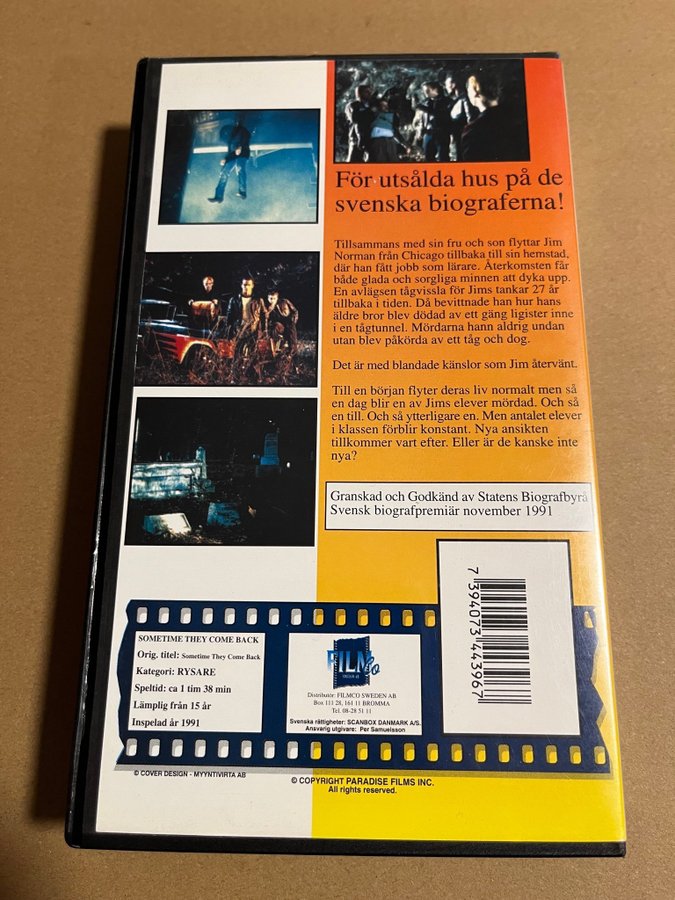 För utsålda hus på de
svenska biograferna!
Tillsammans med sin fru och son flyttar Jim
Norman från Chicago tillbaka till sin hemstad,
där han fått jobb som lärare. Återkomsten får
både glada och sorgliga minnen att dyka upp.
En avlägsen tågvissla för Jims tankar 27 år
tillbaka i tiden. Då bevittnade han hur hans
äldre bror blev dödad av ett gäng ligister inne
i en tågtunnel. Mördarna hann aldrig undan
utan blev påkörda av ett tåg och dog.
Det är med blandade känslor som Jim återvänt.
Till en början flyter deras liv normalt men så
en dag blir en av Jims elever mördad. Och så
en till. Och så ytterligare en. Men antalet elever
i klassen förblir konstant. Nya ansikten
tillkommer vart efter. Eller är de kanske inte
nya?
Granskad och Godkänd av Statens Biografbyrå
Svensk biografpremiär november 1991
7 394073 443967
SOMETIME THEY COME BACK
Orig. titel: Sometime They Come Back
Kategori: RYSARE
Speltid: ca 1 tim 38 min
Lämplig från 15 år
Inspelad år 1991
FILMCo
SWEDEN AB
Distributör: FILMCO SWEDEN AB
Box 111 28, 161 11 BROMMA
Tel. 08-28 51 11
Svenska rättigheter: SCANBOX DANMARK A/S.
Ansvarig utgivare: Per Samuelsson
© COVER DESIGN - MYYNTIVIRTA AB
© COPYRIGHT PARADISE FILMS INC.
All rights reserved.